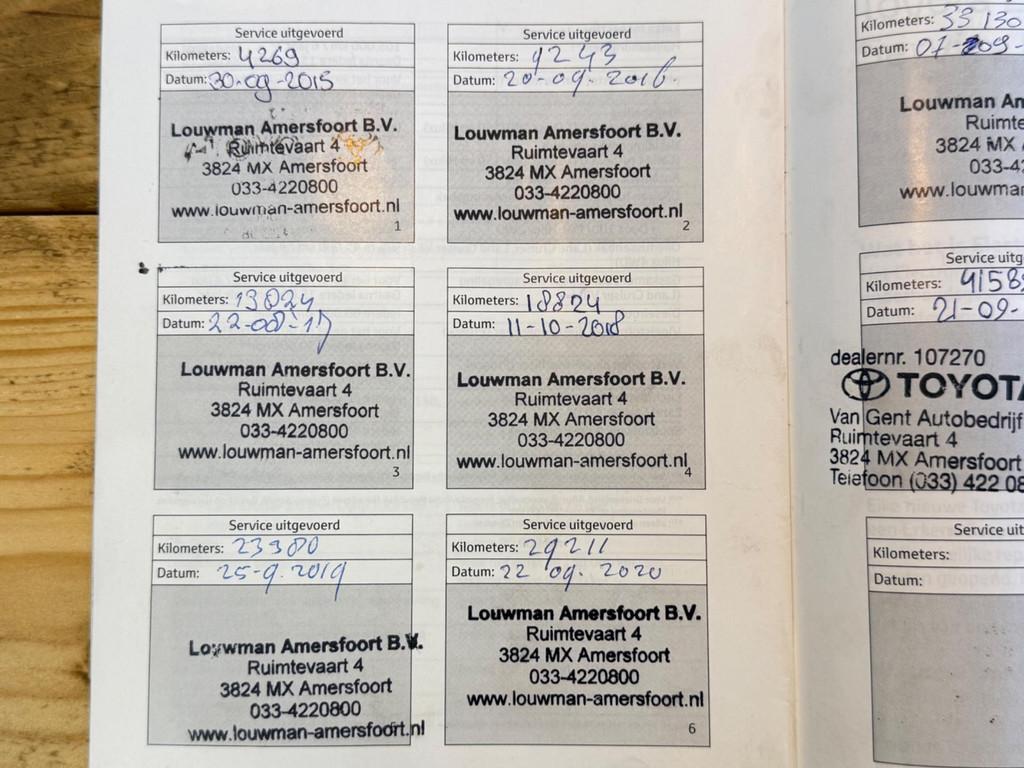 Service uitgevoerd
Kilometers: 4269
Datum: 30-09-2015
Louwman Amersfoort B.V.
Ruimtevaart 4
3824 MX Amersfoort
033-4220800
www.louwman-amersfoort.nl
1
Service uitgevoerd
Kilometers: 9243
Datum: 20-09-2016.
Louwman Amersfoort B.V.
Ruimtevaart 4
3824 MX Amersfoort
033-4220800
www.louwman-amersfoort.nl
2
Service uitgevoerd
Kilometers: 13024
Datum: 22-08-17
Louwman Amersfoort B.V.
Ruimtevaart 4
3824 MX Amersfoort
033-4220800
www.louwman-amersfoort.nl
3
Service uitgevoerd
Kilometers: 18824
Datum: 11-10-2018
Louwman Amersfoort B.V.
Ruimtevaart 4
3824 MX Amersfoort
033-4220800
www.louwman-amersfoort.nl
4
Service uitgevoerd
Kilometers: 23980
Datum: 25-9-2019
Louwman Amersfoort B.V.
Ruimtevaart 4
3824 MX Amersfoort
033-4220800
www.louwman-amersfoort.nl
Service uitgevoerd
Kilometers: 29211
Datum: 22 09. 2020
Louwman Amersfoort B.V.
Ruimtevaart 4
3824 MX Amersfoort
033-4220800
www.louwman-amersfoort.nl
6
Kilometers: 35 130
Datum: 07-
Louwman Am
Ruimte
3824 MX
033-42
www.louwma
Service uitg
Kilometers: 41585
Datum: 21-09-
dealernr. 107270
TOYOTA
Van Gent Autobedrijf
Ruimtevaart 4
3824 MX Amersfoort
Telefoon (033) 422 08
Service uit
Kilometers:
Datum: